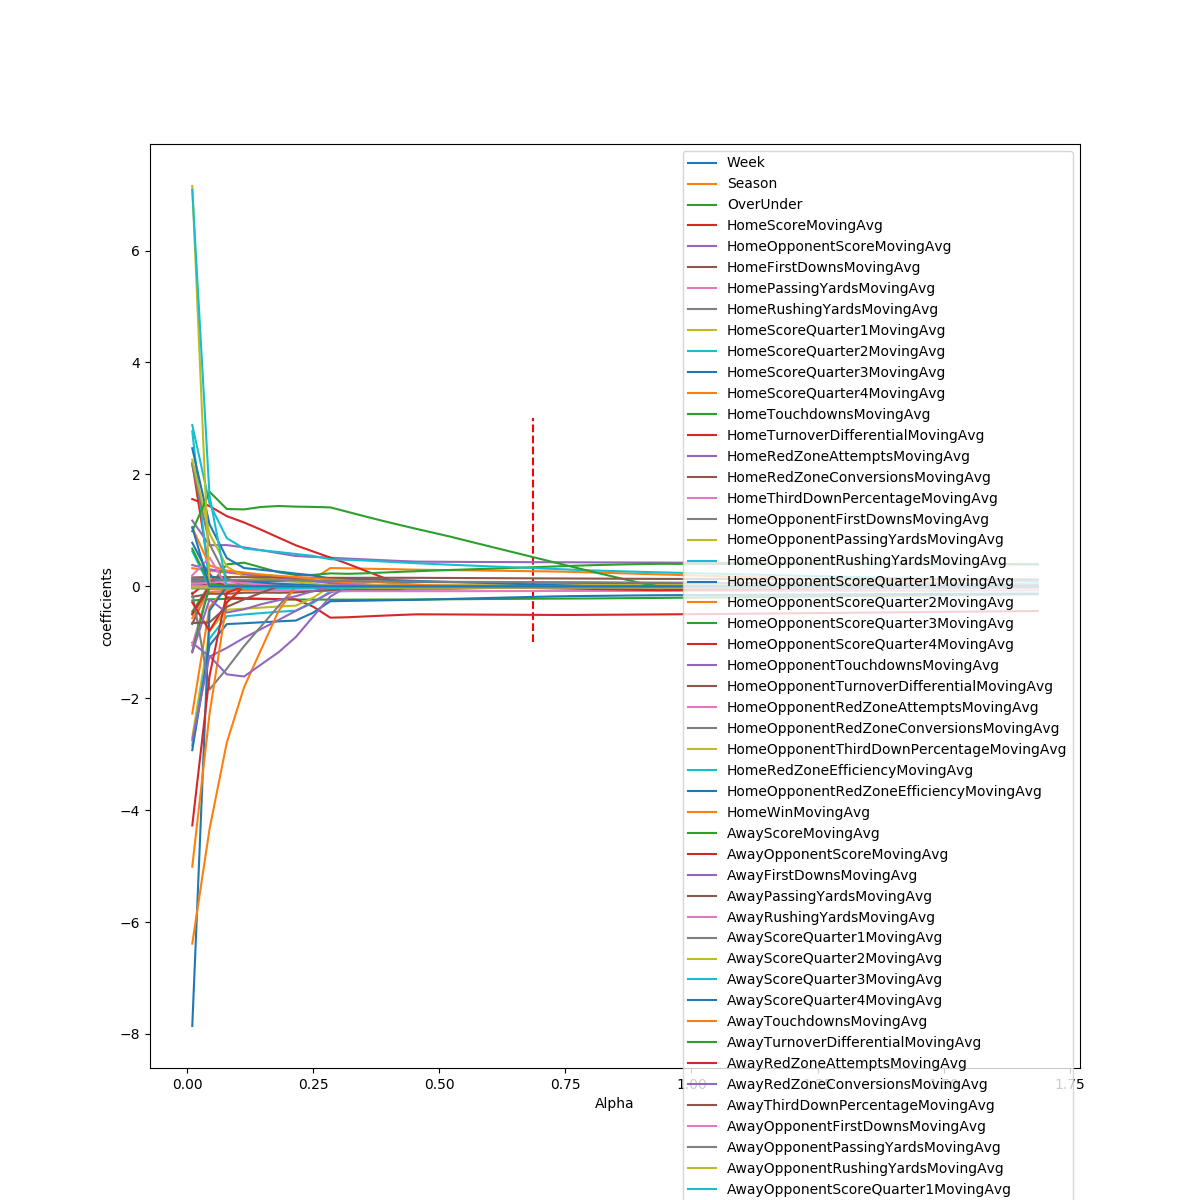 6
4
2
0
−2
−4
−6
−8
coefficients
0.00
0.25
0.50
0.75
1.00
1.75
Alpha
Week
Season
OverUnder
HomeScoreMovingAvg
HomeOpponentScoreMovingAvg
HomeFirstDownsMovingAvg
HomePassingYardsMovingAvg
HomeRushingYardsMovingAvg
HomeScoreQuarter1MovingAvg
HomeScoreQuarter2MovingAvg
HomeScoreQuarter3MovingAvg
HomeScoreQuarter4MovingAvg
HomeTouchdownsMovingAvg
HomeTurnoverDifferentialMovingAvg
HomeRedZoneAttemptsMovingAvg
HomeRedZoneConversionsMovingAvg
HomeThirdDownPercentageMovingAvg
HomeOpponentFirstDownsMovingAvg
HomeOpponentPassingYardsMovingAvg
HomeOpponentRushingYardsMovingAvg
HomeOpponentScoreQuarter1MovingAvg
HomeOpponentScoreQuarter2MovingAvg
HomeOpponentScoreQuarter3MovingAvg
HomeOpponentScoreQuarter4MovingAvg
HomeOpponentTouchdownsMovingAvg
HomeOpponentTurnoverDifferentialMovingAvg
HomeOpponentRedZoneAttemptsMovingAvg
HomeOpponentRedZoneConversionsMovingAvg
HomeOpponentThirdDownPercentageMovingAvg
HomeRedZoneEfficiencyMovingAvg
HomeOpponentRedZoneEfficiencyMovingAvg
HomeWinMovingAvg
AwayScoreMovingAvg
AwayOpponentScoreMovingAvg
AwayFirstDownsMovingAvg
AwayPassingYardsMovingAvg
AwayRushingYardsMovingAvg
AwayScoreQuarter1MovingAvg
AwayScoreQuarter2MovingAvg
AwayScoreQuarter3MovingAvg
AwayScoreQuarter4MovingAvg
AwayTouchdownsMovingAvg
AwayTurnoverDifferentialMovingAvg
AwayRedZoneAttemptsMovingAvg
AwayRedZoneConversionsMovingAvg
AwayThirdDownPercentageMovingAvg
AwayOpponentFirstDownsMovingAvg
AwayOpponentPassingYardsMovingAvg
AwayOpponentRushingYardsMovingAvg
AwayOpponentScoreQuarter1MovingAvg